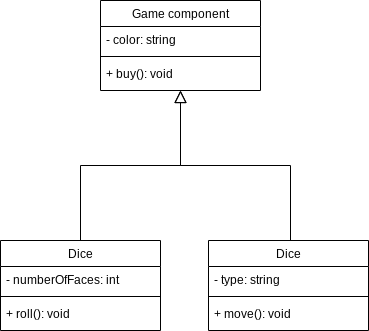 Game component
- color: string
+ buy(): void
Dice
- numberOfFaces: int
+ roll(): void
Dice
- type: string
+ move(): void